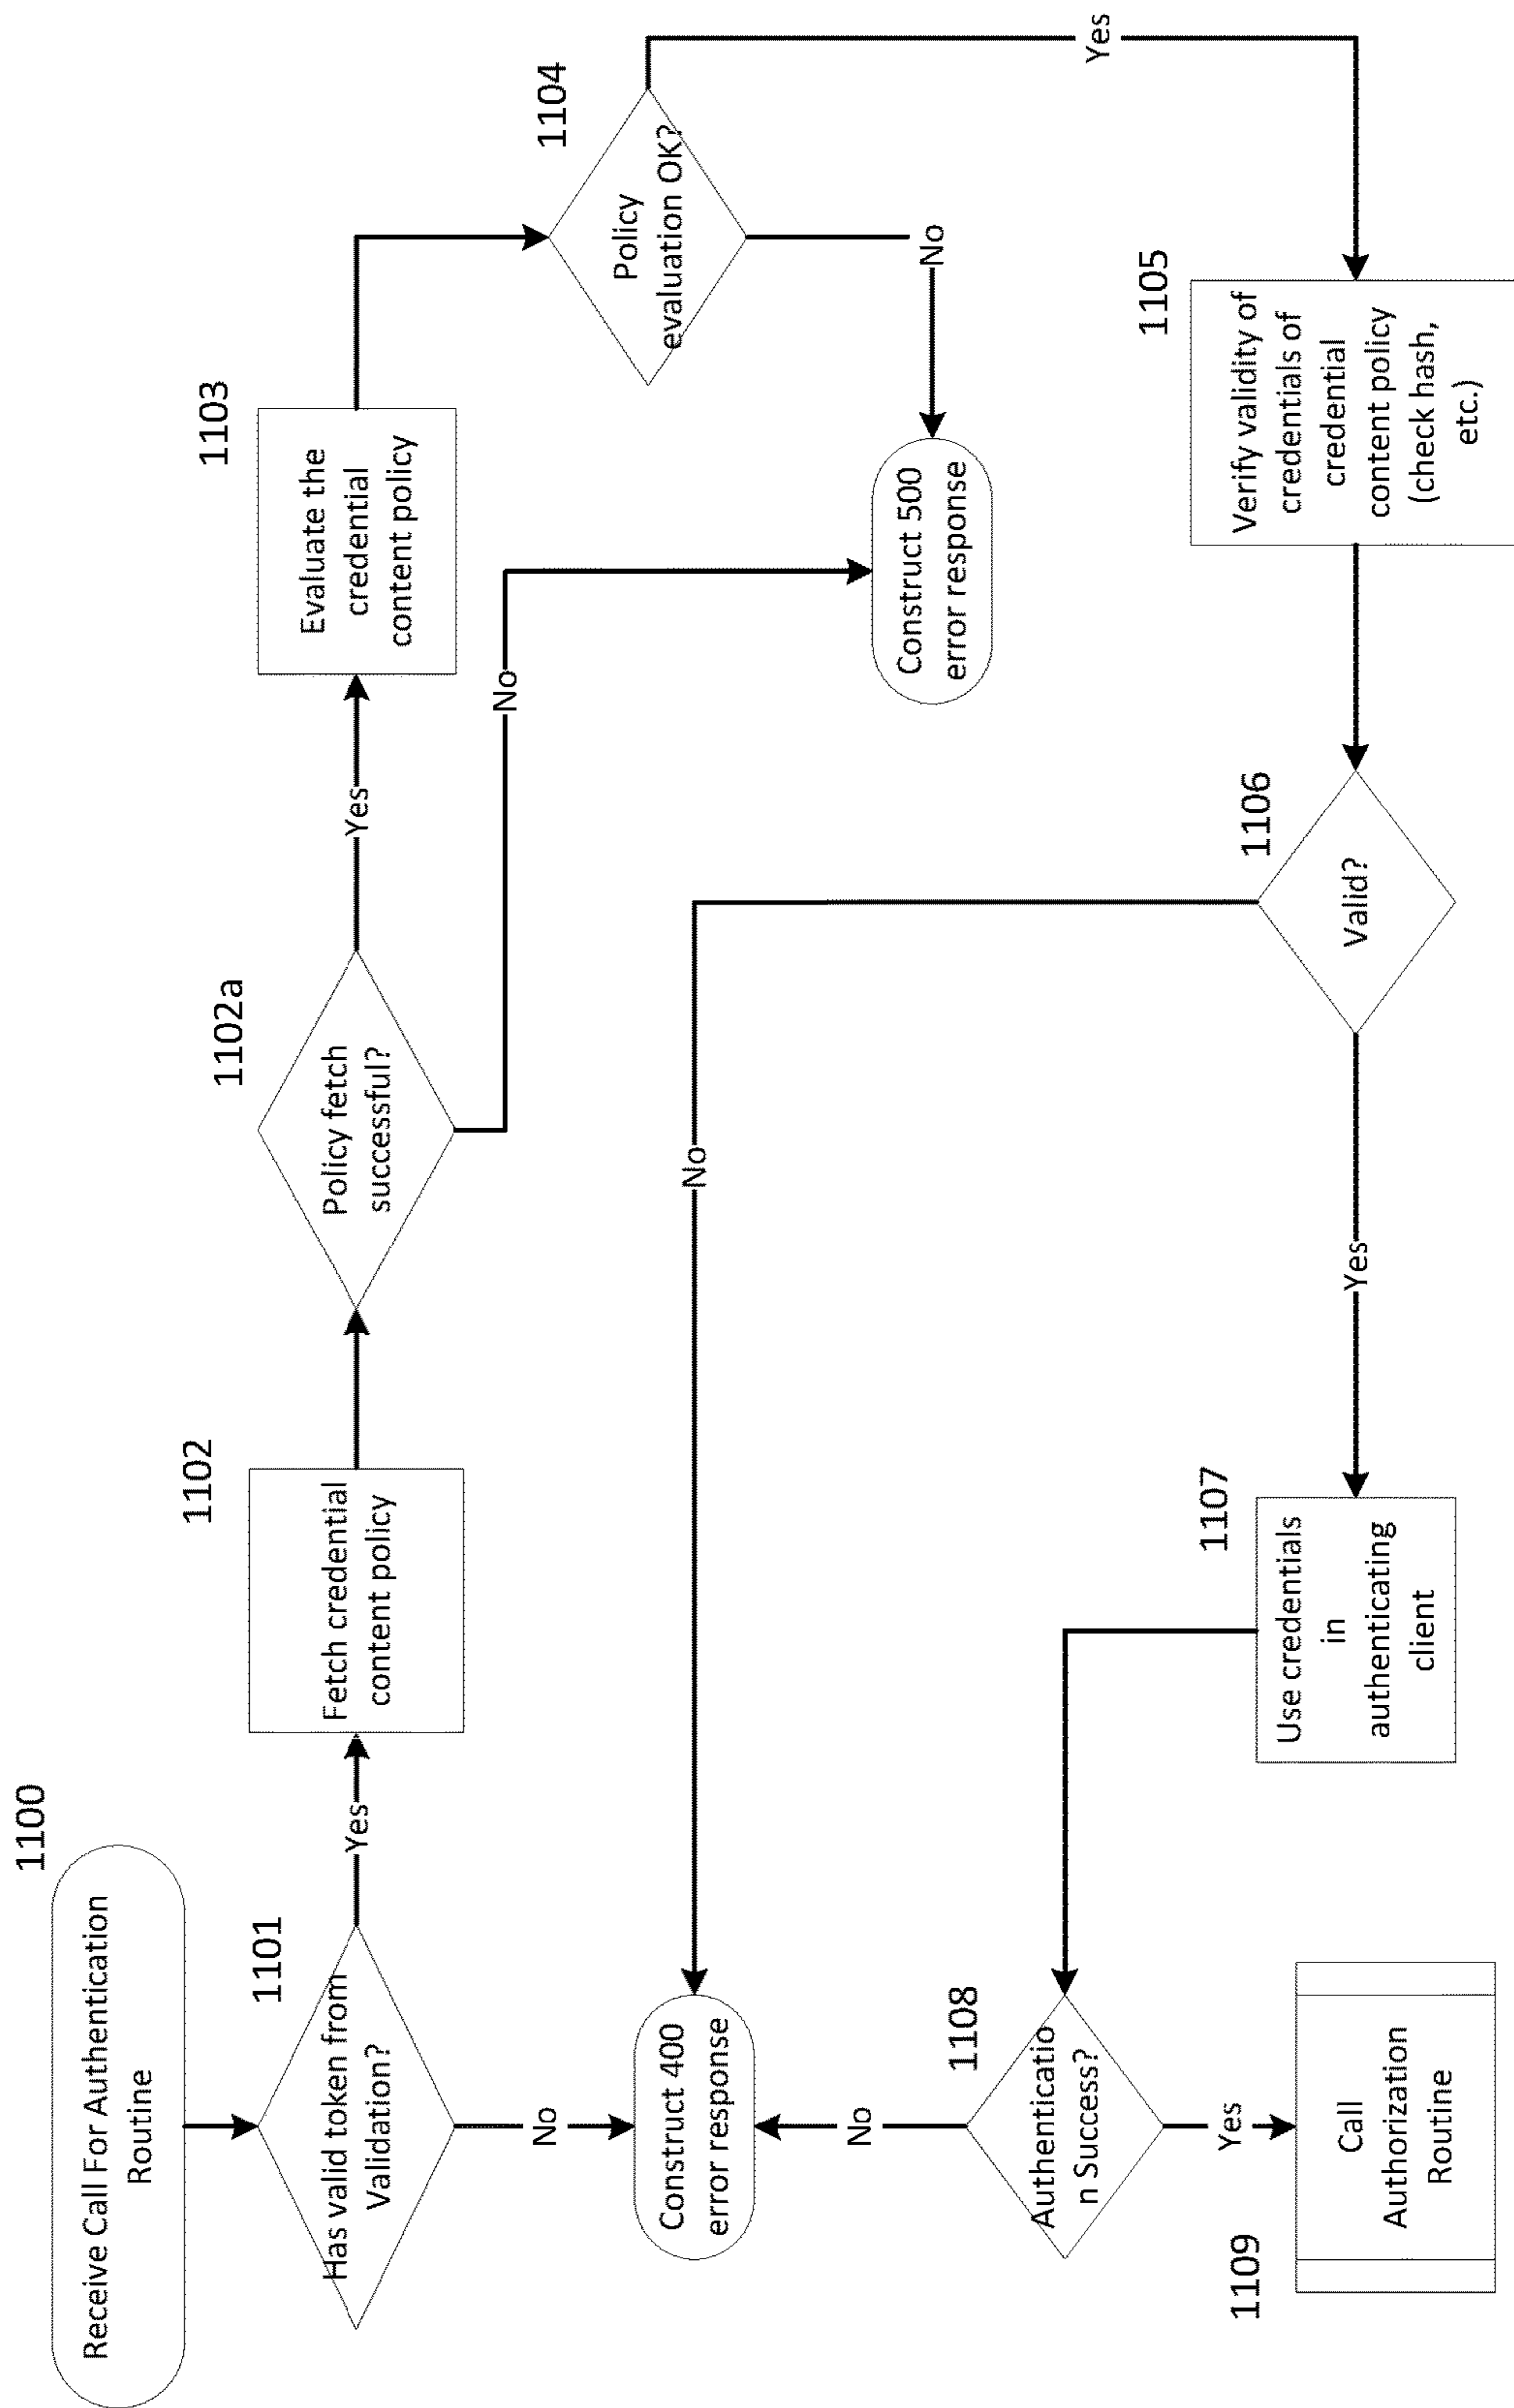 1100
Receive Call For Authentication
Routine
1101
Has valid token from
Validation?
Yes
No
1102
Fetch credential
content policy
1102a
Policy fetch
successful?
Yes
No
1103
Evaluate the
credential
content policy
1104
Policy
evaluation OK?
No
Yes
Construct 500
error response
1105
Verify validity of
credentials of
credential
content policy
(check hash,
etc.)
1106
Valid?
No
Yes
Construct 400
error response
1107
Use credentials
in
authenticating
client
1108
Authenticatio
n Success?
No
Yes
1109
Call
Authorization
Routine